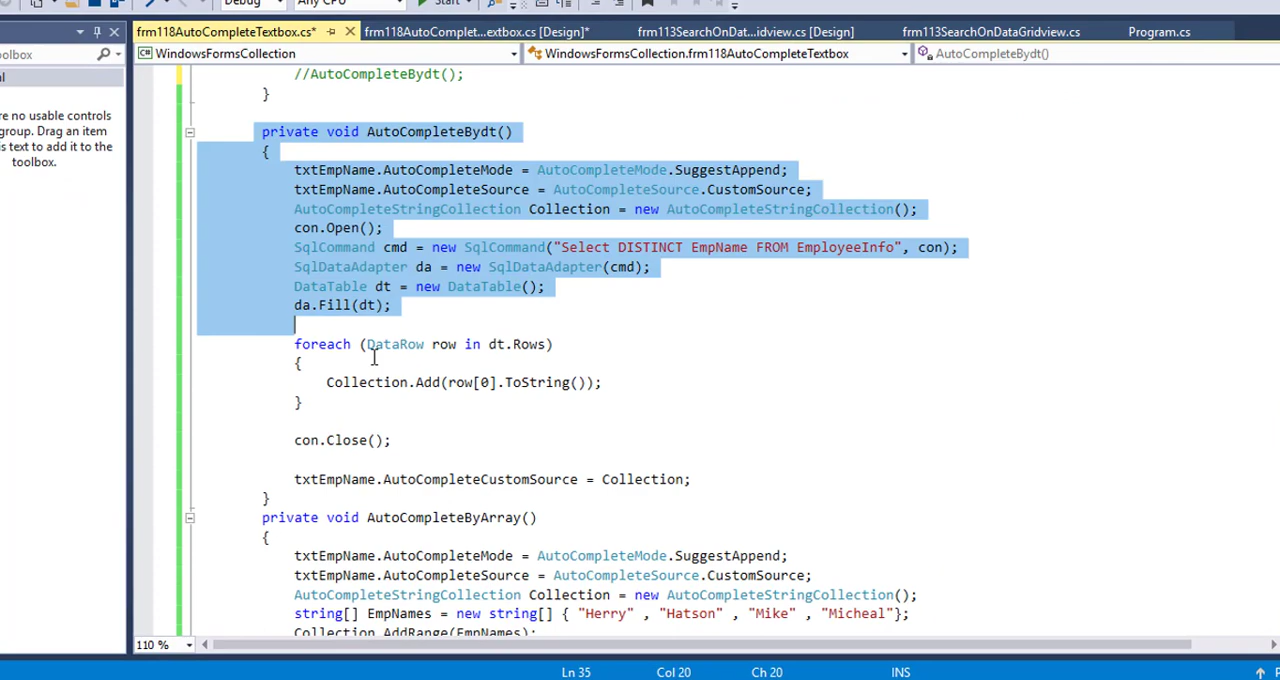 Debug Any CPU Start
frm118AutoCompleteTextbox.cs* frm118AutoComplet...extbox.cs [Design]* frm113SearchOnDat...idview.cs [Design] frm113SearchOnDataGridview.cs Program.cs
oolbox
WindowsFormsCollection WindowsFormsCollection.frm118AutoCompleteTextbox AutoCompleteBydt()
l
re no usable controls
group. Drag an item
is text to add it to the
toolbox.
//AutoCompleteBydt();
}
private void AutoCompleteBydt()
{
txtEmpName.AutoCompleteMode = AutoCompleteMode.SuggestAppend;
txtEmpName.AutoCompleteSource = AutoCompleteSource.CustomSource;
AutoCompleteStringCollection Collection = new AutoCompleteStringCollection();
con.Open();
SqlCommand cmd = new SqlCommand("Select DISTINCT EmpName FROM EmployeeInfo", con);
SqlDataAdapter da = new SqlDataAdapter(cmd);
DataTable dt = new DataTable();
da.Fill(dt);
foreach (DataRow row in dt.Rows)
{
Collection.Add(row[0].ToString());
}
con.Close();
txtEmpName.AutoCompleteCustomSource = Collection;
}
private void AutoCompleteByArray()
{
txtEmpName.AutoCompleteMode = AutoCompleteMode.SuggestAppend;
txtEmpName.AutoCompleteSource = AutoCompleteSource.CustomSource;
AutoCompleteStringCollection Collection = new AutoCompleteStringCollection();
string[] EmpNames = new string[] { "Herry" , "Hatson" , "Mike" , "Micheal"};
Collection.AddRange(EmpNames);
110 %
Ln 35 Col 20 Ch 20 INS